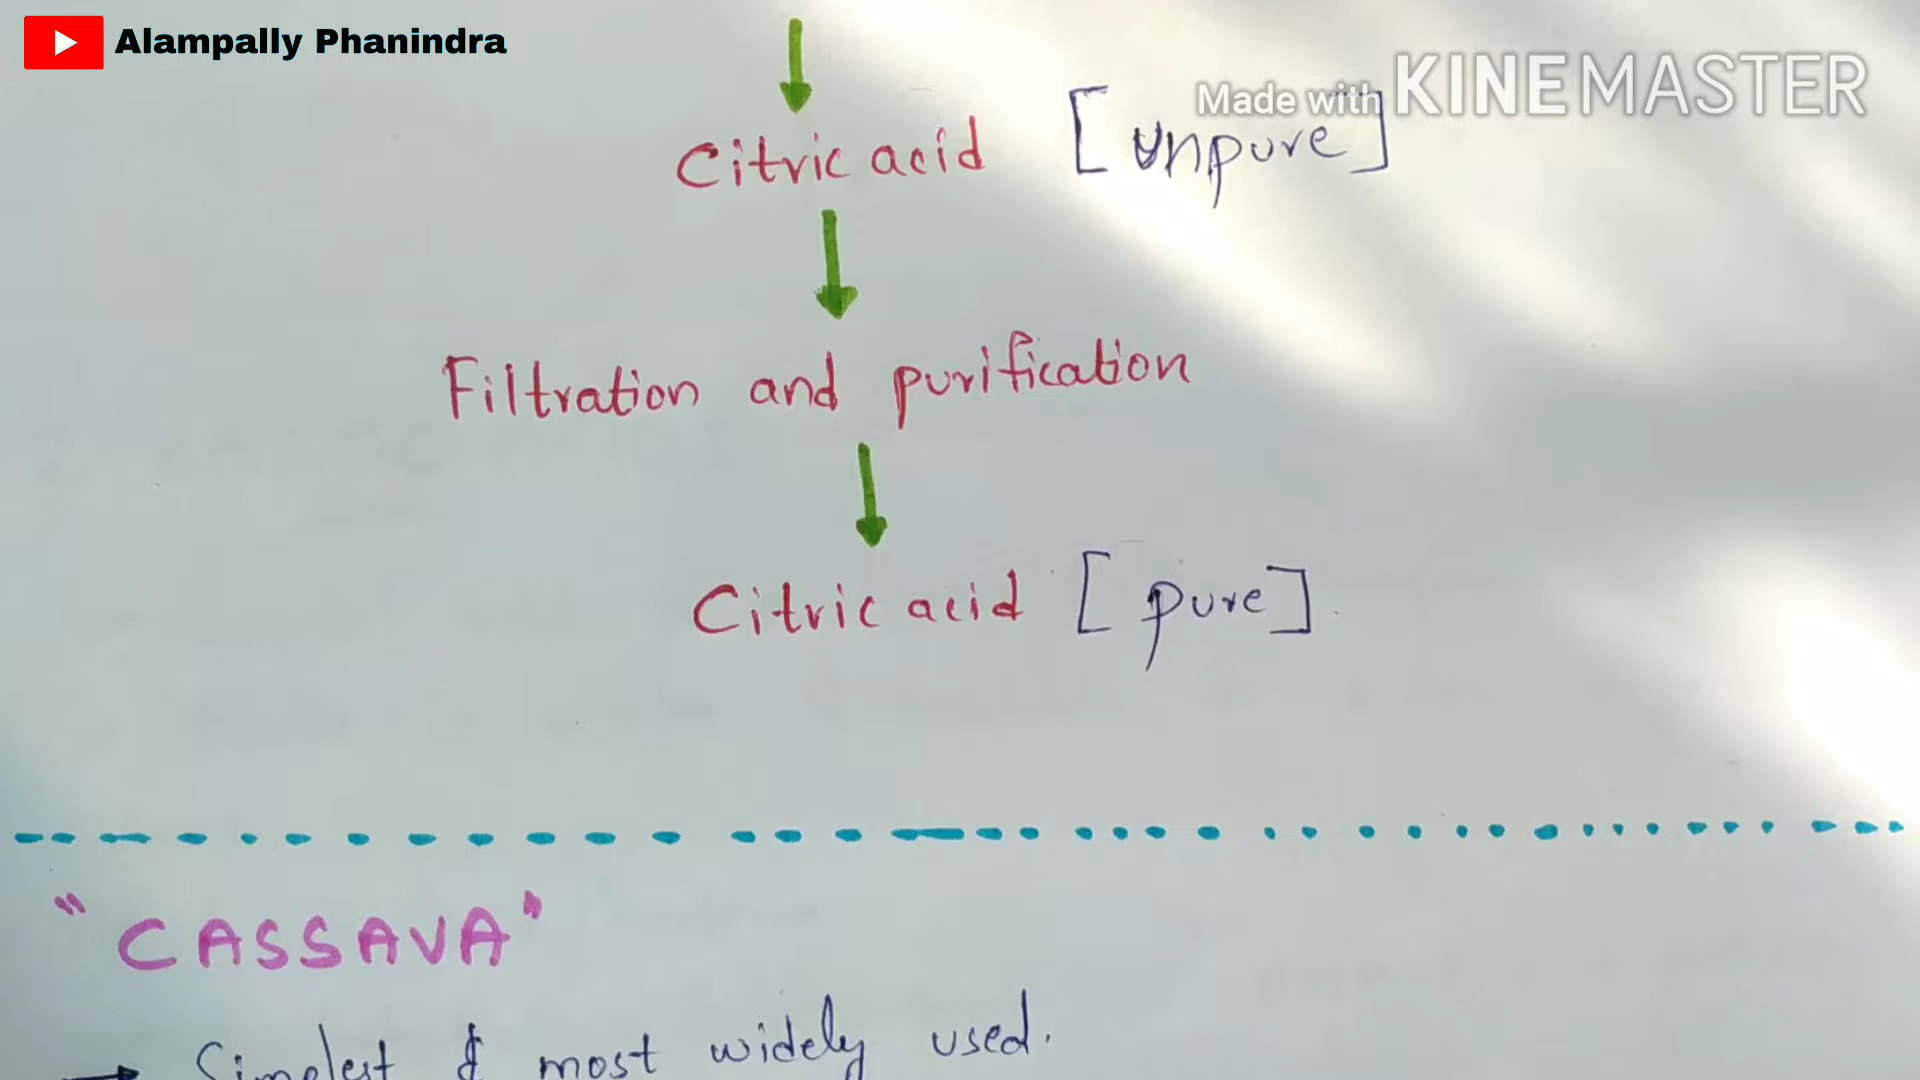 Alampally Phanindra
Made with KINEMASTER
Citric acid [unpure]
Filtration and purification
Citric acid [pure].
"CASSAVA"
Simplest & most widely used.